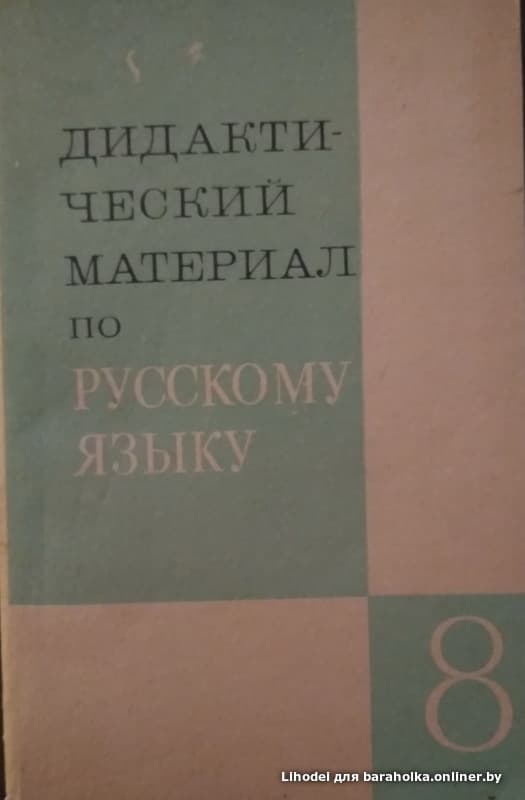 ДИДАКТИ-
ЧЕСКИЙ
МАТЕРИАЛ
ПО
РУССКОМУ
ЯЗЫКУ
8
Lihodei для baraholka.onliner.by